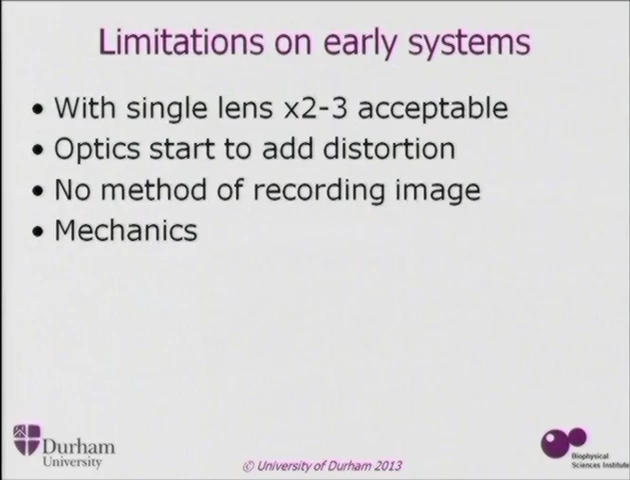 Limitations on early systems
• With single lens x2-3 acceptable
• Optics start to add distortion
• No method of recording image
• Mechanics
Durham
University
© University of Durham 2013
Biophysical
Sciences Institute